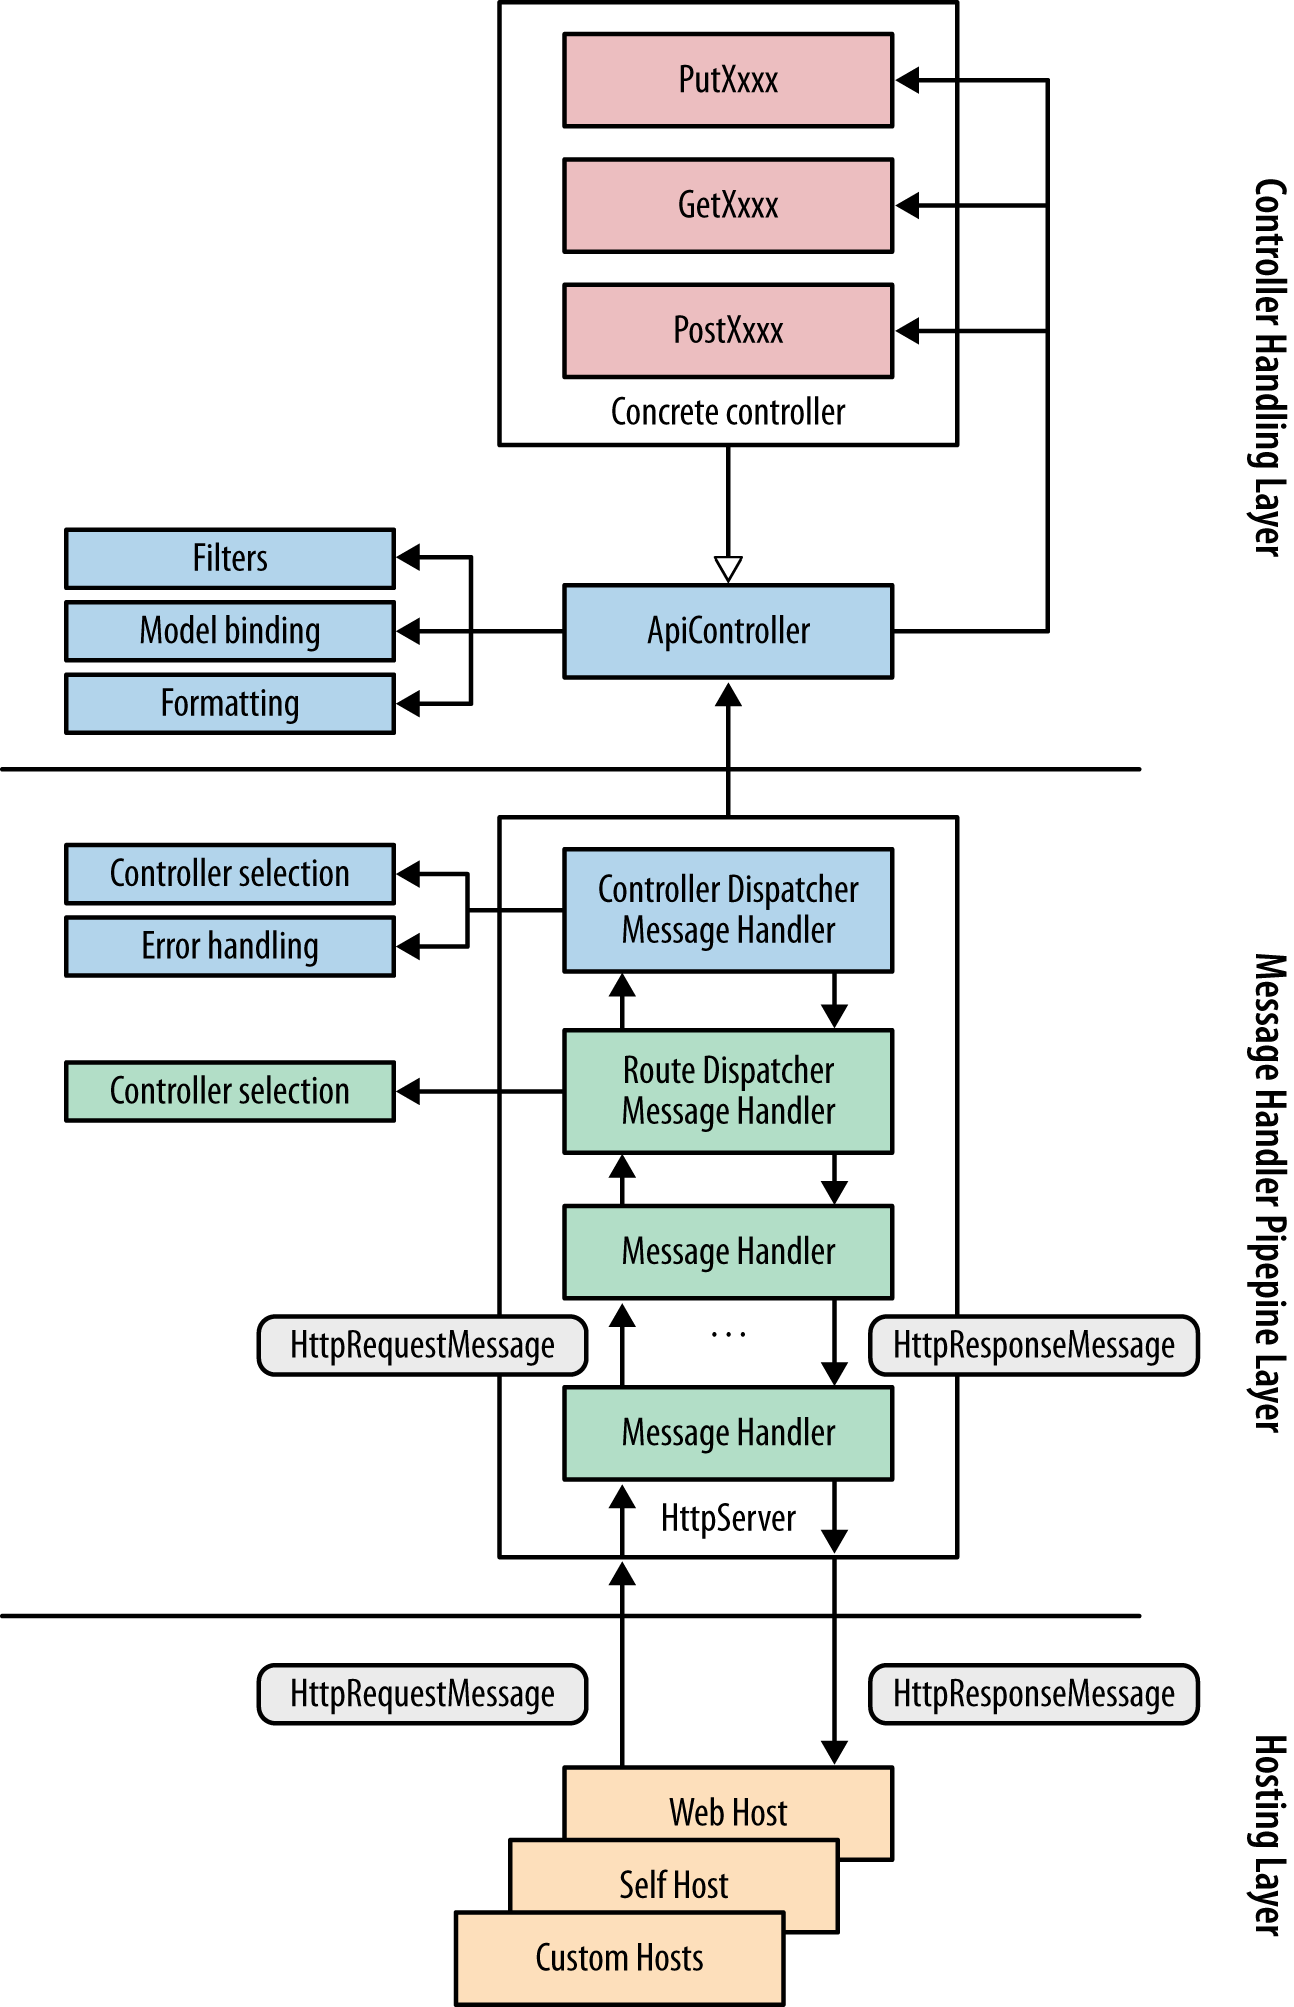 PutXxxx
GetXxxx
PostXxxx
Concrete controller
Controller Handling Layer
Filters
Model binding
Formatting
ApiController
Controller selection
Error handling
Controller Dispatcher
Message Handler
Controller selection
Route Dispatcher
Message Handler
Message Handler
HttpRequestMessage
...
HttpResponseMessage
Message Handler
HttpServer
Message Handler Pipepine Layer
HttpRequestMessage
HttpResponseMessage
Web Host
Self Host
Custom Hosts
Hosting Layer